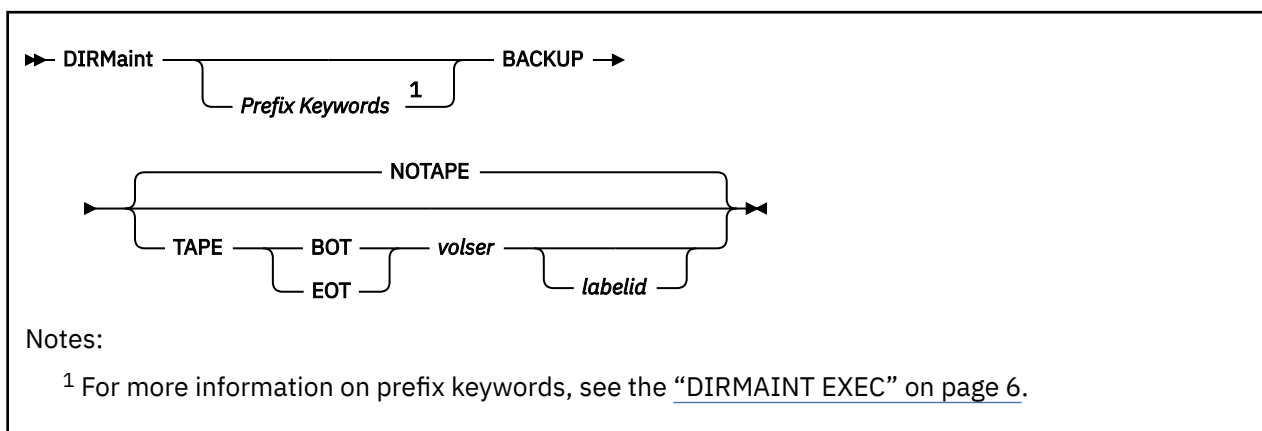 DIRMaint BACKUP
Prefix Keywords 1
NOTAPE
TAPE BOT volser
EOT labelid
Notes:
1 For more information on prefix keywords, see the “DIRMAINT EXEC” on page 6.